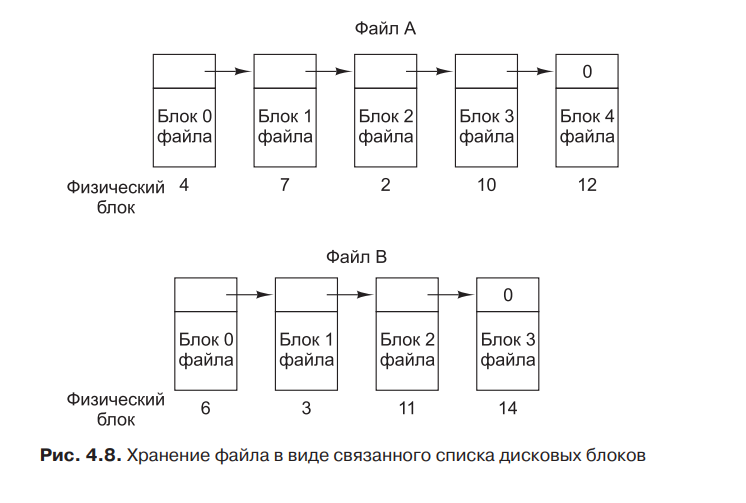 Файл A
0
Блок 0 Блок 1 Блок 2 Блок 3 Блок 4
файла файла файла файла файла
Физический 4 7 2 10 12
блок
Файл B
0
Блок 0 Блок 1 Блок 2 Блок 3
файла файла файла файла
Физический 6 3 11 14
блок
Рис. 4.8. Хранение файла в виде связанного списка дисковых блоков